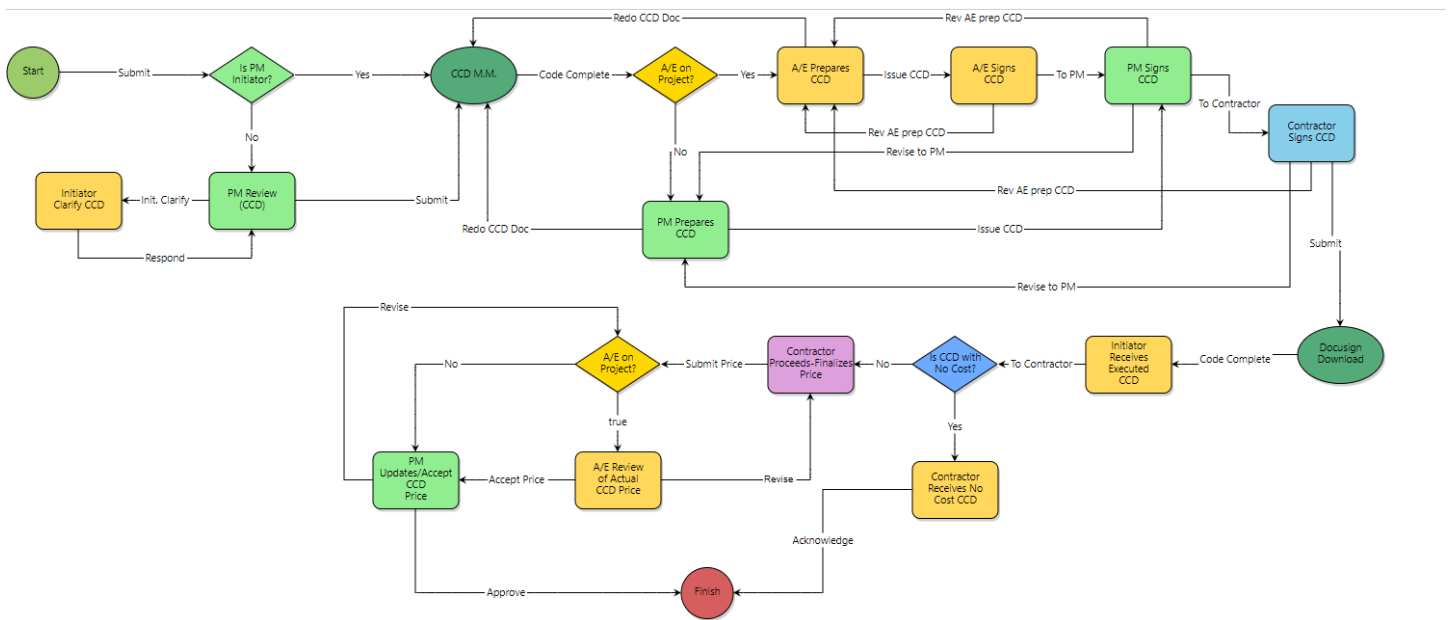 Rev AE prep CCD
Redo CCD Doc
Start
Submit
Is PM
Initiator?
Yes
CCD M.M.
Code Complete
A/E on
Project?
Yes
A/E Prepares
CCD
Issue CCD
A/E Signs
CCD
To PM
PM Signs
CCD
To Contractor
Contractor
Signs CCD
No
Rev AE prep CCD
No
Revise to PM
Initiator
Clarify CCD
Init. Clarify
PM Review
(CCD)
Submit
Rev AE prep CCD
PM Prepares
CCD
Redo CCD Doc
Issue CCD
Submit
Respond
Revise to PM
Revise
A/E on
Project?
Submit Price
Contractor
Proceeds-Finalizes
Price
No
Is CCD with
No Cost?
To Contractor
Initiator
Receives
Executed
CCD
Code Complete
Docusign
Download
No
true
Yes
PM
Updates/Accept
CCD
Price
Accept Price
A/E Review
of Actual
CCD Price
Revise
Contractor
Receives No
Cost CCD
Acknowledge
Approve
Finish